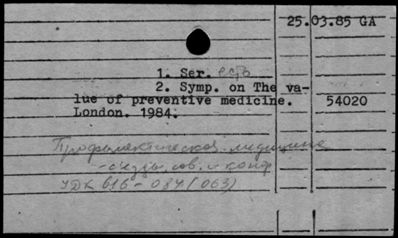 25.03.85 GA
1. Ser. есть
2. Symp. on The va-
lue of preventive medicine. 54020
London. 1984.
Профилактическая медицина
- съезды, сов. и конф
УДК 616-084(063)